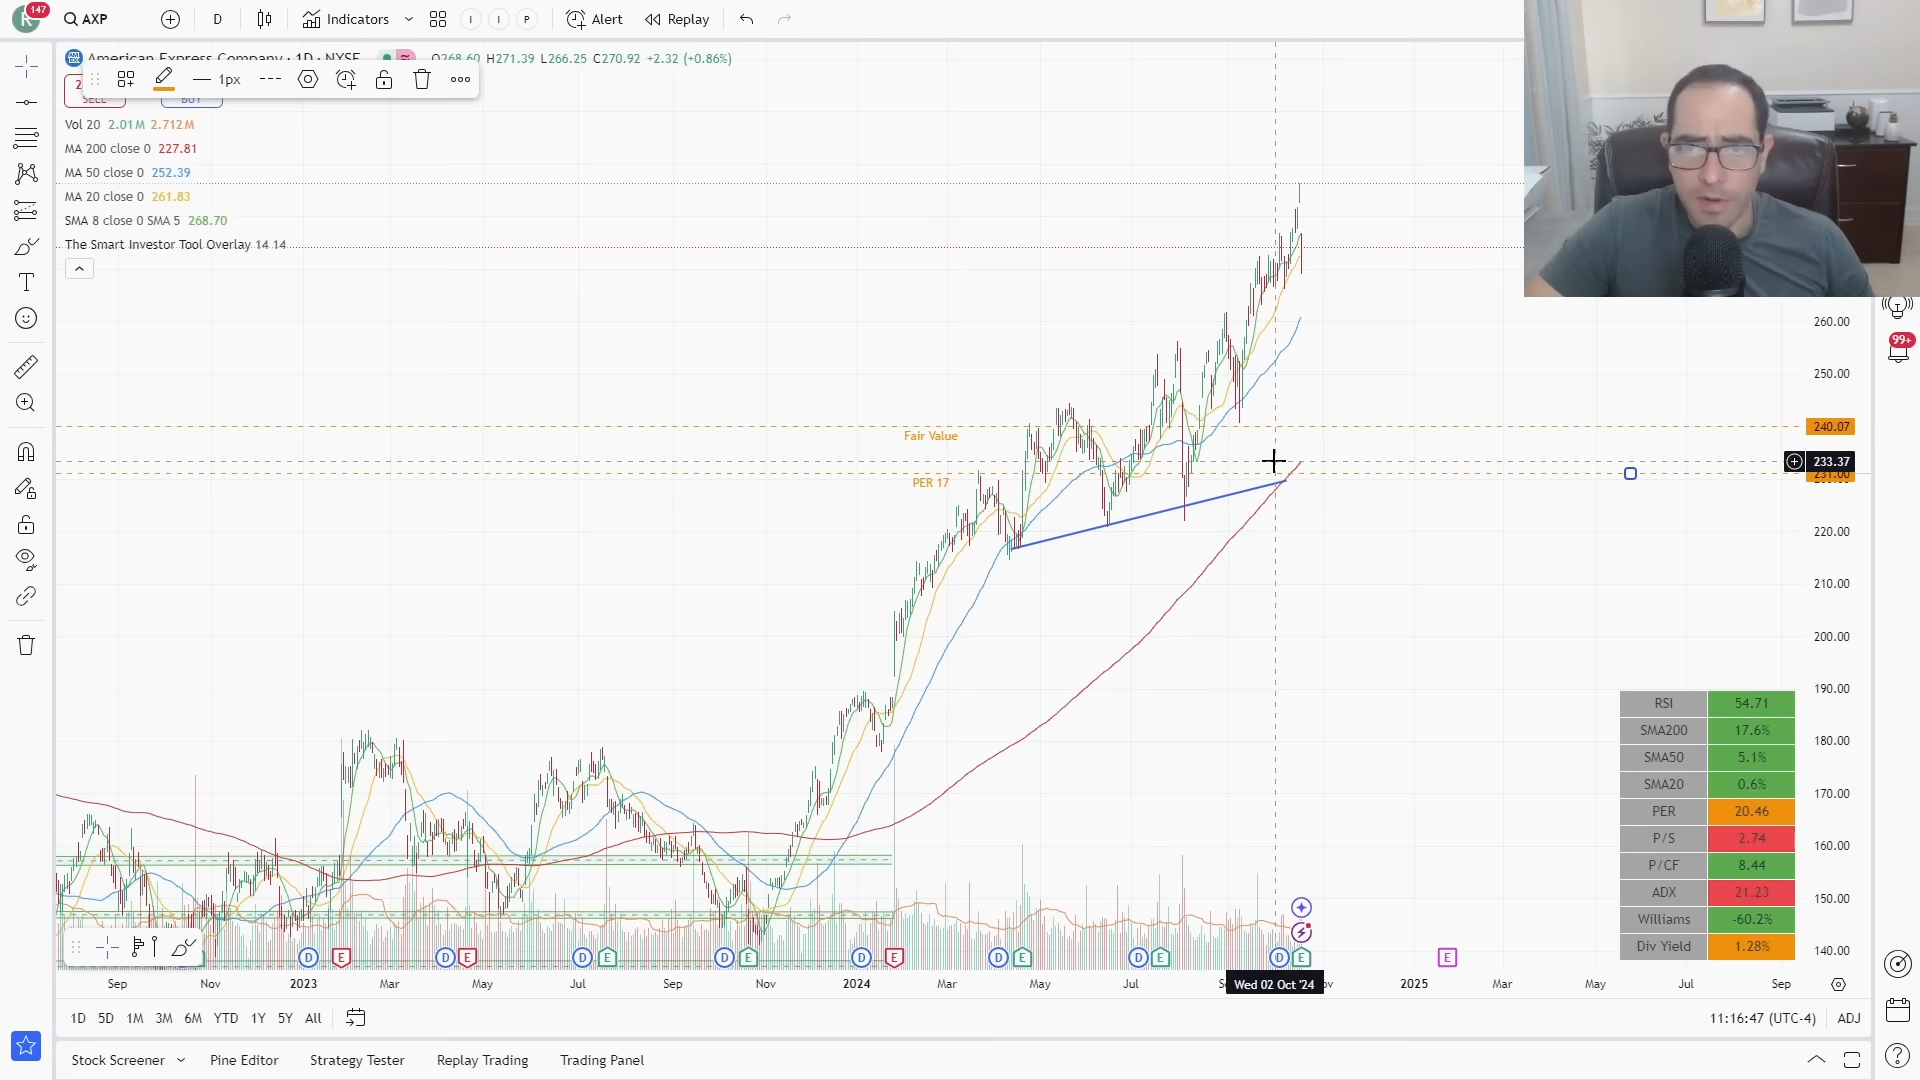 147
AXP
D
Indicators
I
I
P
Alert
Replay
American Express Company · 1D · NYSE
O268.60 H271.39 L266.25 C270.92 +2.32 (+0.86%)
1px
SELL
BUY
Vol 20 2.01M 2.712M
MA 200 close 0 227.81
MA 50 close 0 252.39
MA 20 close 0 261.83
SMA 8 close 0 SMA 5 268.70
The Smart Investor Tool Overlay 14 14
99+
260.00
250.00
240.07
Fair Value
233.37
231.00
PER 17
220.00
210.00
200.00
190.00
180.00
170.00
160.00
150.00
140.00
RSI 54.71
SMA200 17.6%
SMA50 5.1%
SMA20 0.6%
PER 20.46
P/S 2.74
P/CF 8.44
ADX 21.23
Williams -60.2%
Div Yield 1.28%
D E D E D E D E D E D E D E D E E
Sep Nov 2023 Mar May Jul Sep Nov 2024 Mar May Jul Wed 02 Oct '24 2025 Mar May Jul Sep
1D 5D 1M 3M 6M YTD 1Y 5Y All
11:16:47 (UTC-4) ADJ
Stock Screener Pine Editor Strategy Tester Replay Trading Trading Panel